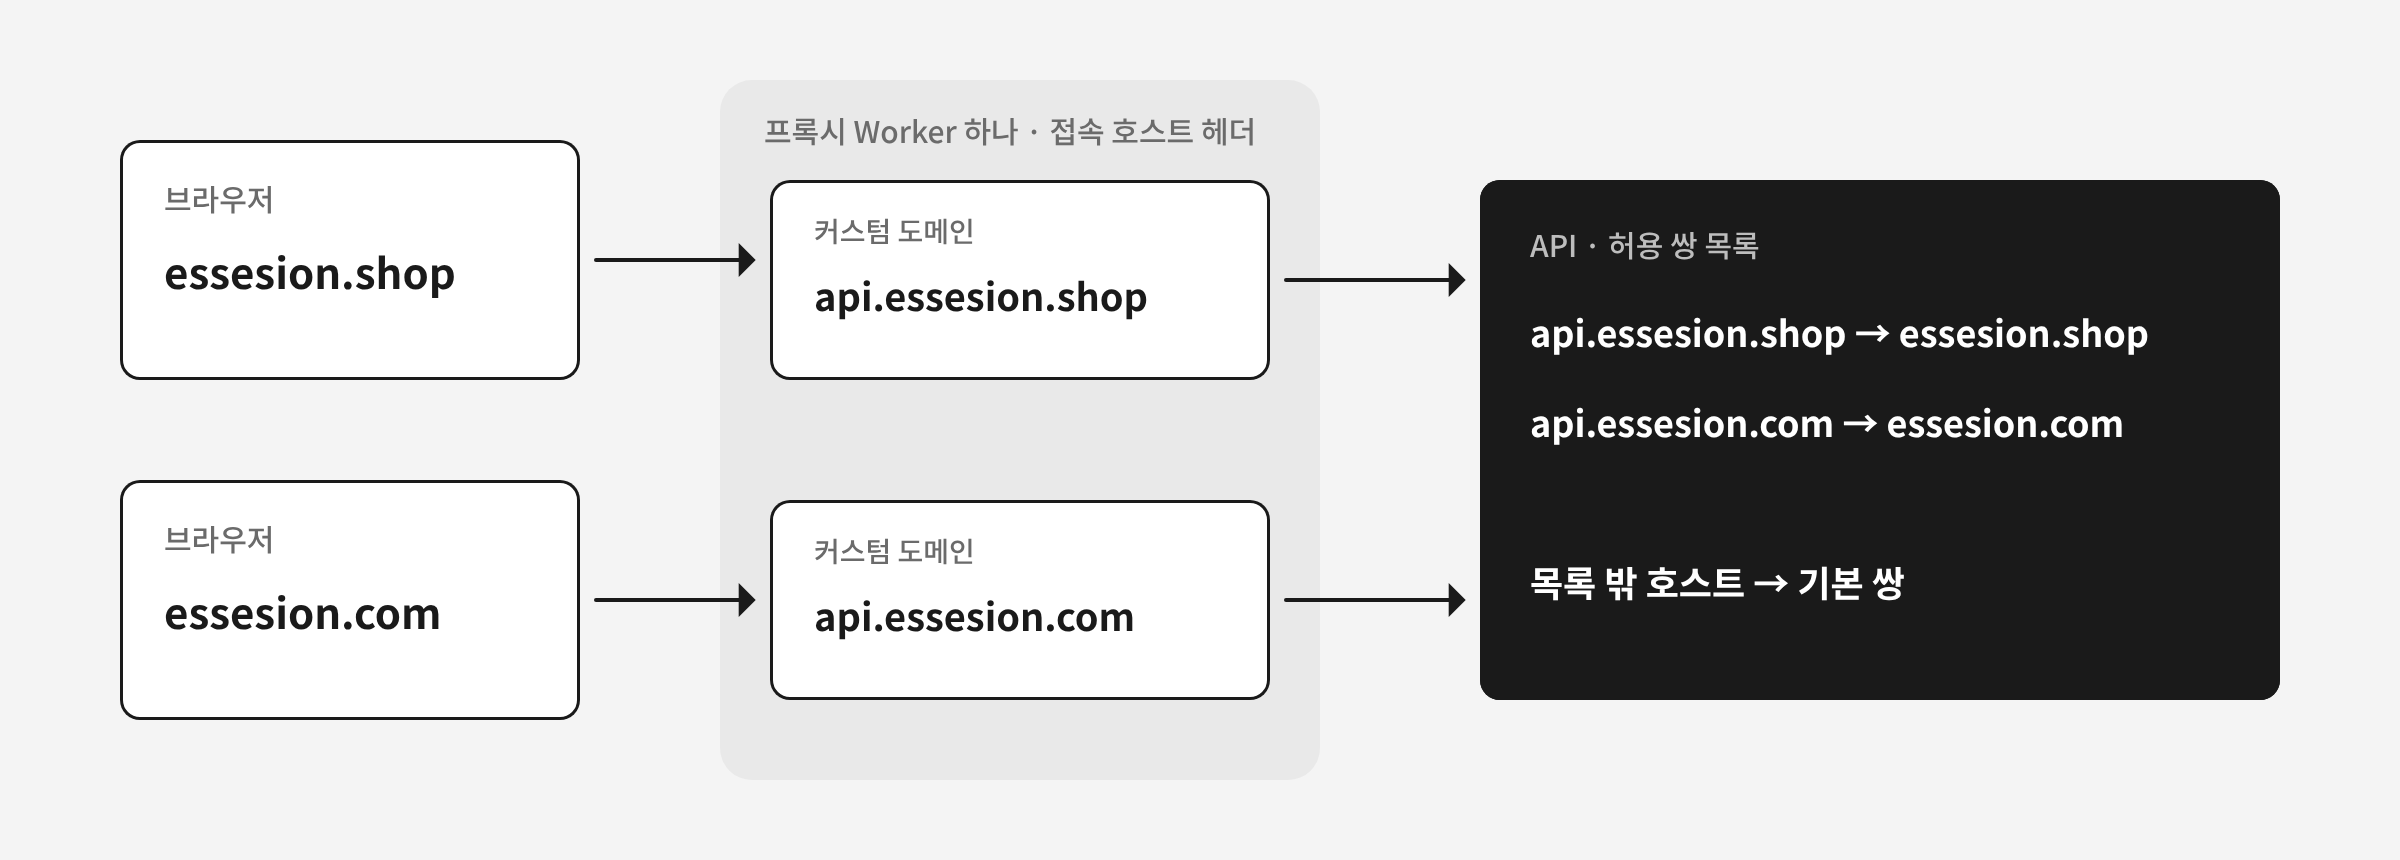 프록시 Worker 하나 · 접속 호스트 헤더
브라우저
essesion.shop
커스텀 도메인
api.essesion.shop
브라우저
essesion.com
커스텀 도메인
api.essesion.com
API · 허용 쌍 목록
api.essesion.shop → essesion.shop
api.essesion.com → essesion.com
목록 밖 호스트 → 기본 쌍